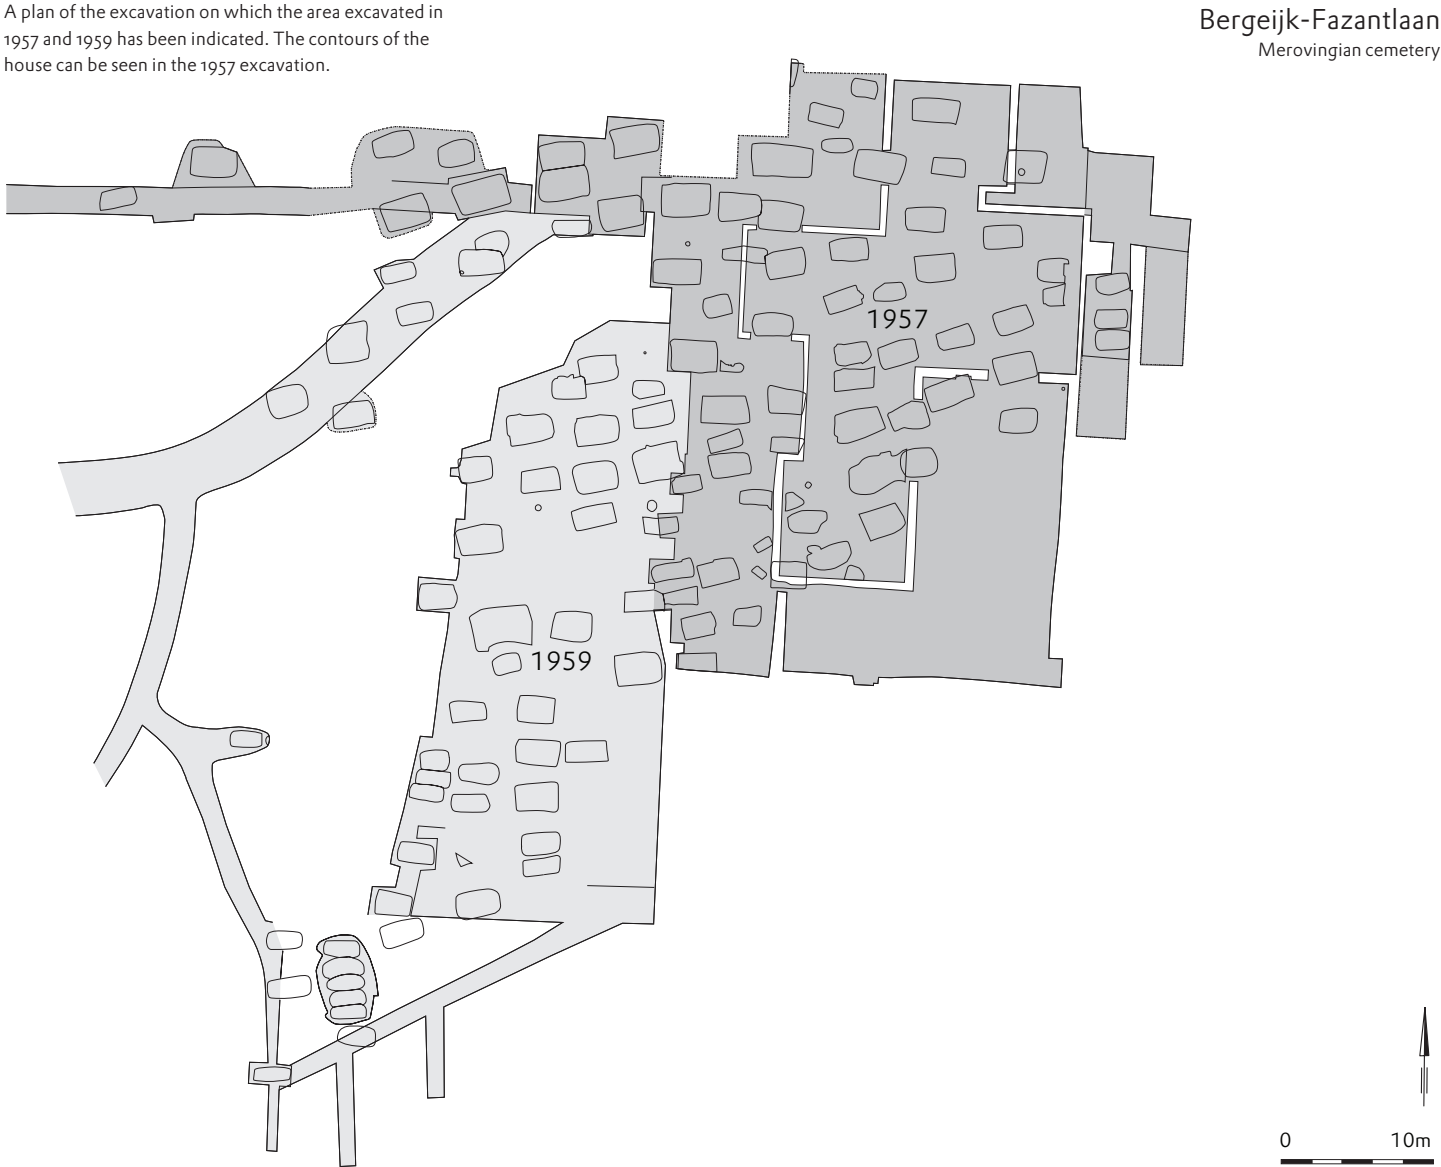 A plan of the excavation on which the area excavated in
1957 and 1959 has been indicated. The contours of the
house can be seen in the 1957 excavation.
Bergeijk-Fazantlaan
Merovingian cemetery
1957
1959
0 10m